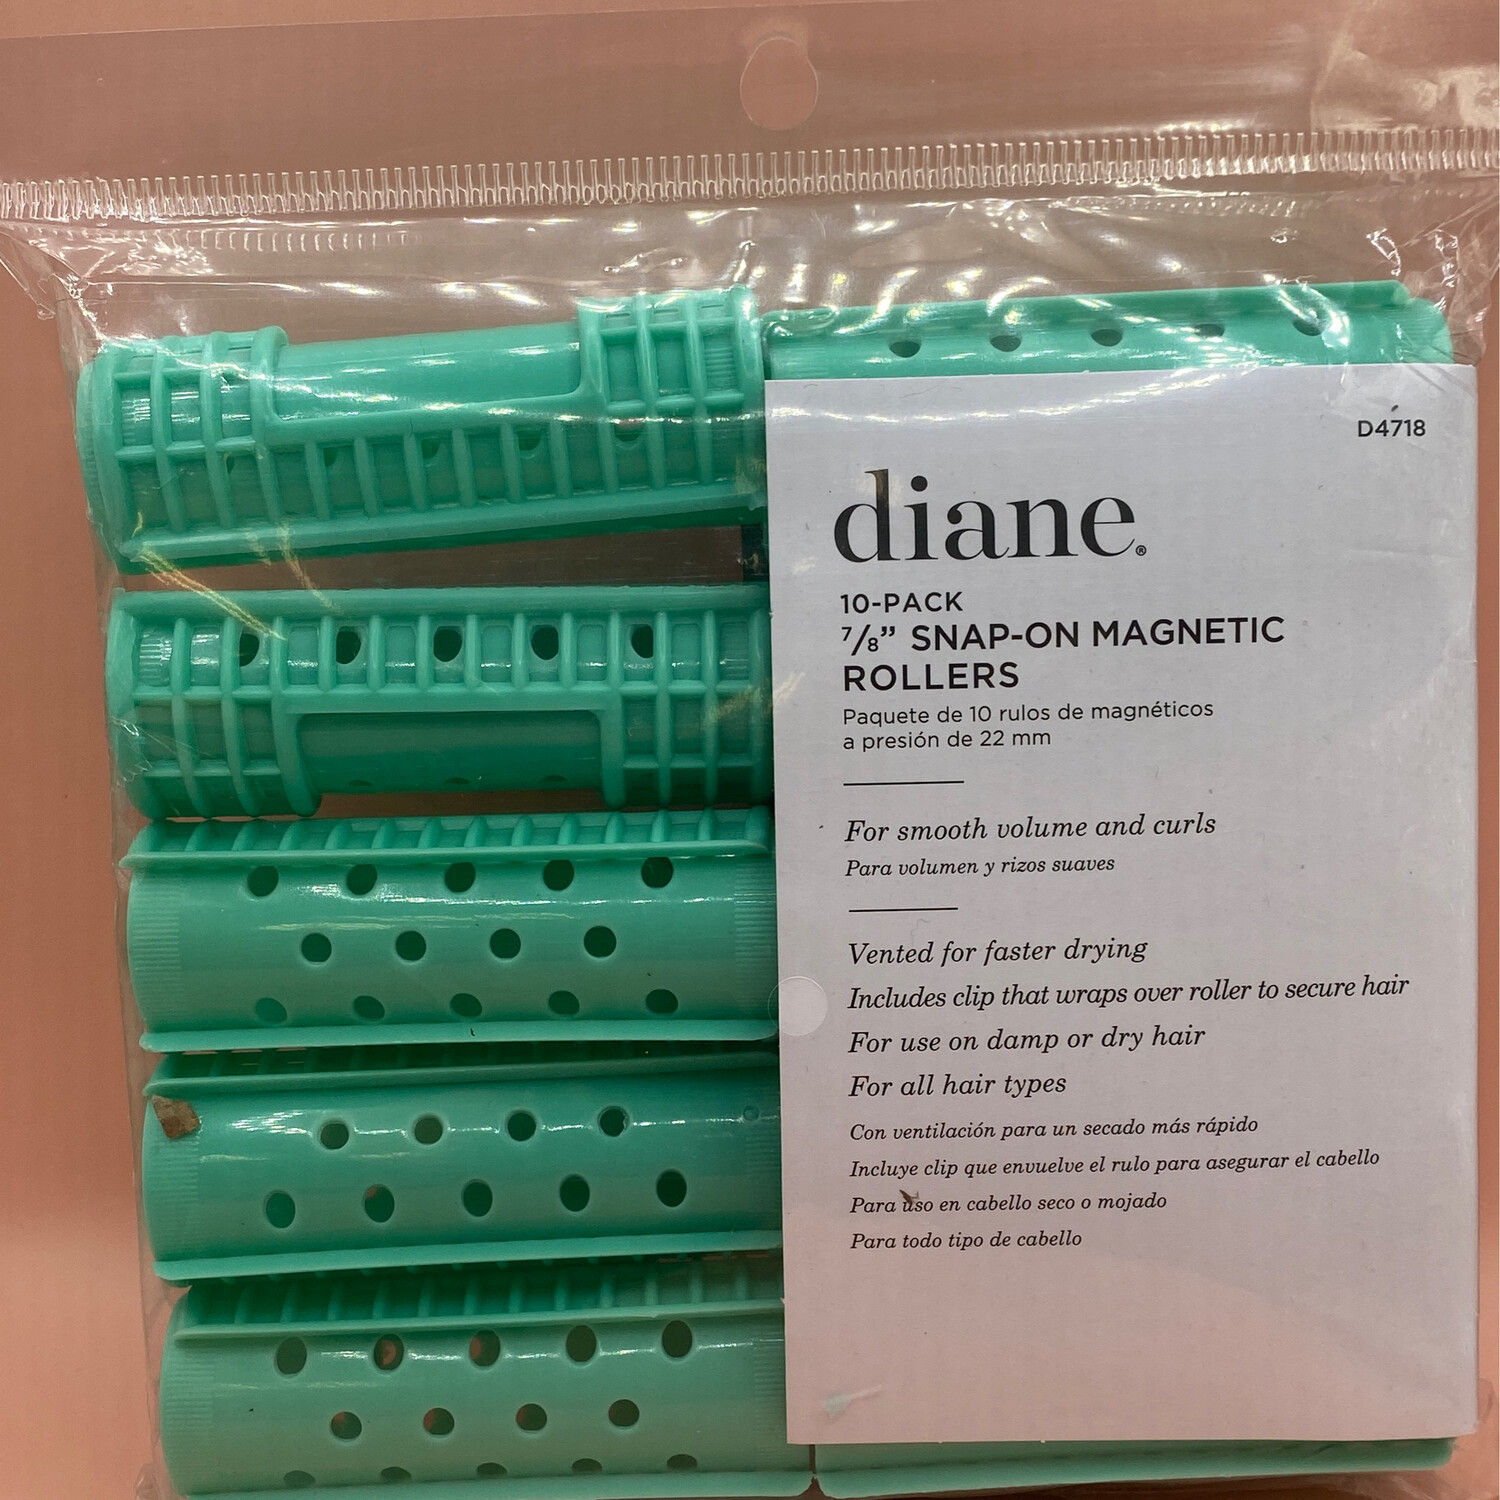 D4718
diane®
10-PACK
⅞” SNAP-ON MAGNETIC
ROLLERS
Paquete de 10 rulos de magnéticos
a presión de 22 mm
For smooth volume and curls
Para volumen y rizos suaves
Vented for faster drying
Includes clip that wraps over roller to secure hair
For use on damp or dry hair
For all hair types
Con ventilación para un secado más rápido
Incluye clip que envuelve el rulo para asegurar el cabello
Para uso en cabello seco o mojado
Para todo tipo de cabello